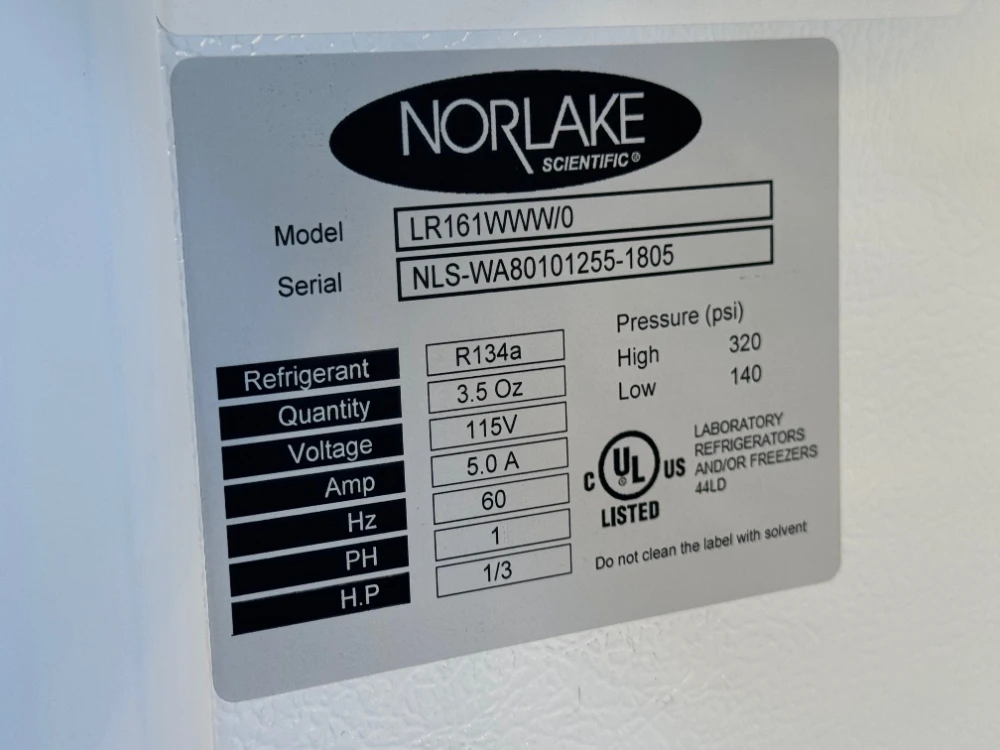 NORLAKE
SCIENTIFIC®
Model LR161WWW/0
Serial NLS-WA80101255-1805
Refrigerant R134a
Quantity 3.5 Oz
Voltage 115V
Amp 5.0 A
Hz 60
PH 1
H.P 1/3
Pressure (psi)
High 320
Low 140
C UL US
®
LISTED
LABORATORY
REFRIGERATORS
AND/OR FREEZERS
44LD
Do not clean the label with solvent